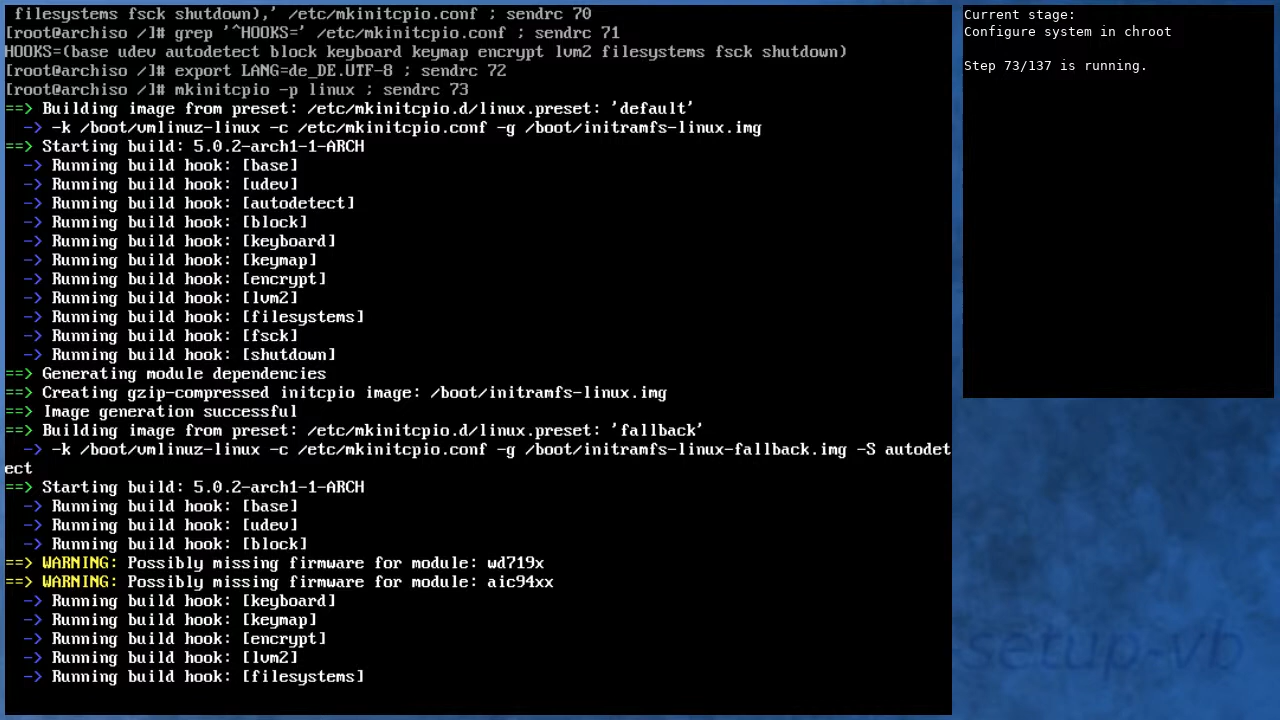 filesystems fsck shutdown),' /etc/mkinitcpio.conf ; sendrc 70
[root@archiso /]# grep '^HOOKS=' /etc/mkinitcpio.conf ; sendrc 71
HOOKS=(base udev autodetect block keyboard keymap encrypt lvm2 filesystems fsck shutdown)
[root@archiso /]# export LANG=de_DE.UTF-8 ; sendrc 72
[root@archiso /]# mkinitcpio -p linux ; sendrc 73
==> Building image from preset: /etc/mkinitcpio.d/linux.preset: 'default'
-> -k /boot/vmlinuz-linux -c /etc/mkinitcpio.conf -g /boot/initramfs-linux.img
==> Starting build: 5.0.2-arch1-1-ARCH
-> Running build hook: [base]
-> Running build hook: [udev]
-> Running build hook: [autodetect]
-> Running build hook: [block]
-> Running build hook: [keyboard]
-> Running build hook: [keymap]
-> Running build hook: [encrypt]
-> Running build hook: [lvm2]
-> Running build hook: [filesystems]
-> Running build hook: [fsck]
-> Running build hook: [shutdown]
==> Generating module dependencies
==> Creating gzip-compressed initcpio image: /boot/initramfs-linux.img
==> Image generation successful
==> Building image from preset: /etc/mkinitcpio.d/linux.preset: 'fallback'
-> -k /boot/vmlinuz-linux -c /etc/mkinitcpio.conf -g /boot/initramfs-linux-fallback.img -S autodet
ect
==> Starting build: 5.0.2-arch1-1-ARCH
-> Running build hook: [base]
-> Running build hook: [udev]
-> Running build hook: [block]
==> WARNING: Possibly missing firmware for module: wd719x
==> WARNING: Possibly missing firmware for module: aic94xx
-> Running build hook: [keyboard]
-> Running build hook: [keymap]
-> Running build hook: [encrypt]
-> Running build hook: [lvm2]
-> Running build hook: [filesystems]
Current stage:
Configure system in chroot
Step 73/137 is running.
setup-vb